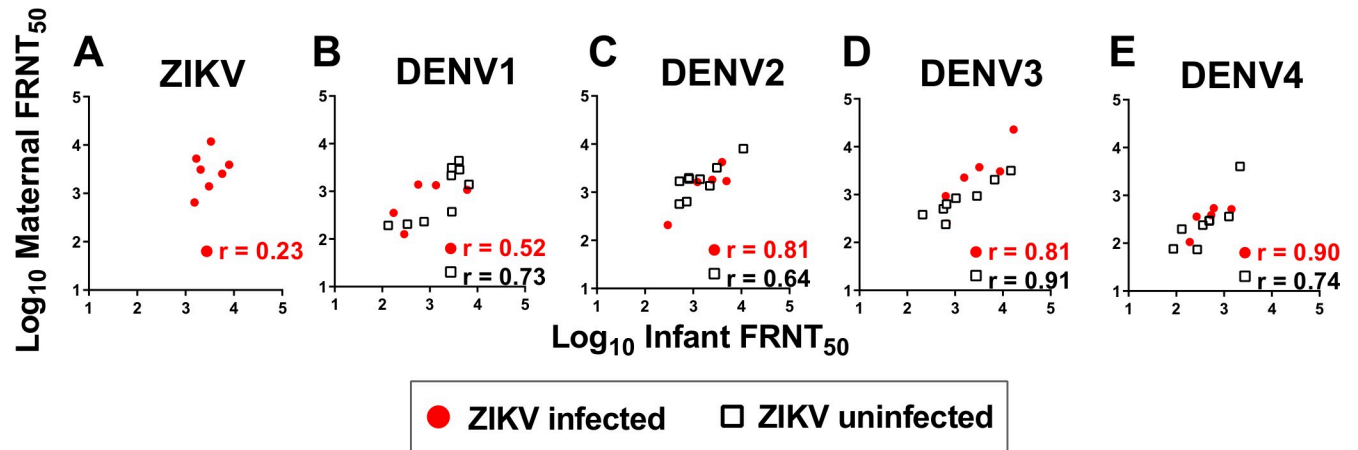 A
ZIKV
B
DENV1
C
DENV2
D
DENV3
E
DENV4
Log10 Maternal FRNT50
5
4
3
2
1
1 2 3 4 5
r = 0.23
5
4
3
2
1
1 2 3 4 5
r = 0.52
r = 0.73
5
4
3
2
1
1 2 3 4 5
r = 0.81
r = 0.64
5
4
3
2
1
1 2 3 4 5
r = 0.81
r = 0.91
5
4
3
2
1
1 2 3 4 5
r = 0.90
r = 0.74
Log10 Infant FRNT50
ZIKV infected
ZIKV uninfected